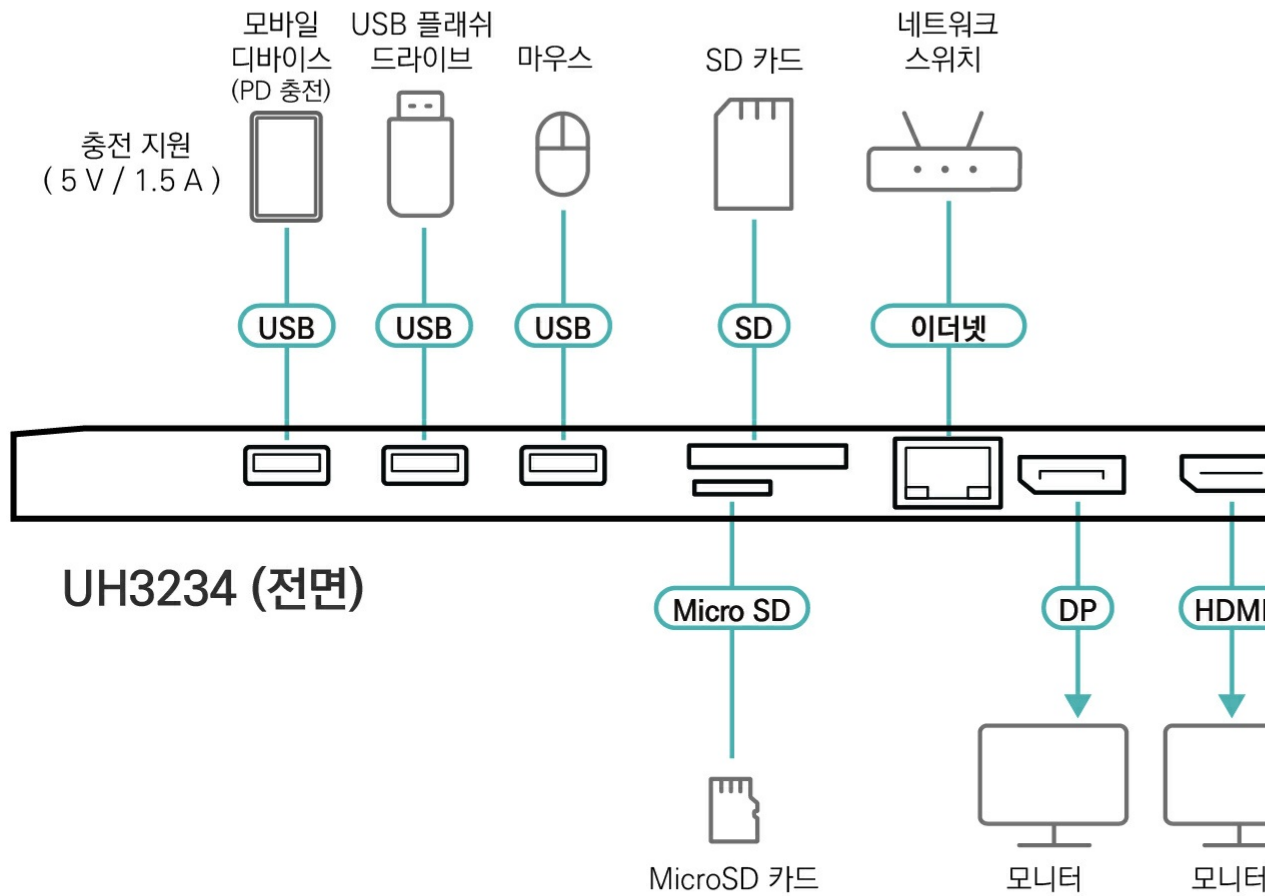 모바일
디바이스
(PD 충전)
USB 플래쉬
드라이브
마우스
SD 카드
네트워크
스위치
충전 지원
( 5 V / 1.5 A )
USB
USB
USB
SD
이더넷
UH3234 (전면)
Micro SD
DP
HDMI
MicroSD 카드
모니터
모니터